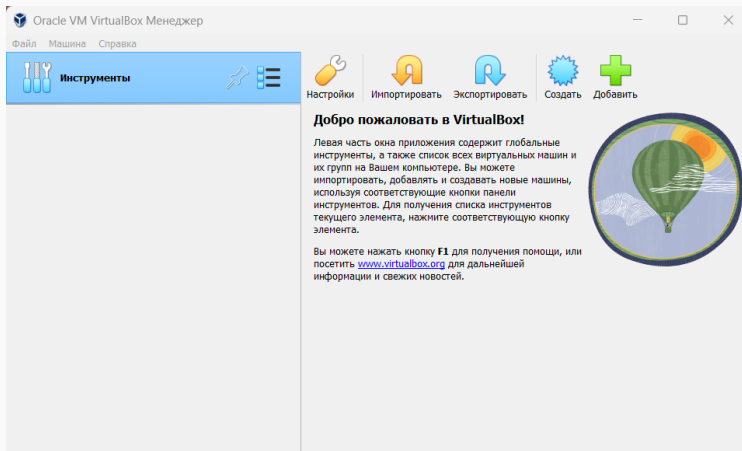 Oracle VM VirtualBox Менеджер
Файл Машина Справка
Инструменты
Настройки Импортировать Экспортировать Создать Добавить
Добро пожаловать в VirtualBox!
Левая часть окна приложения содержит глобальные
инструменты, а также список всех виртуальных машин и
их групп на Вашем компьютере. Вы можете
импортировать, добавлять и создавать новые машины,
используя соответствующие кнопки панели
инструментов. Для получения списка инструментов
текущего элемента, нажмите соответствующую кнопку
элемента.
Вы можете нажать кнопку F1 для получения помощи, или
посетить www.virtualbox.org для дальнейшей
информации и свежих новостей.